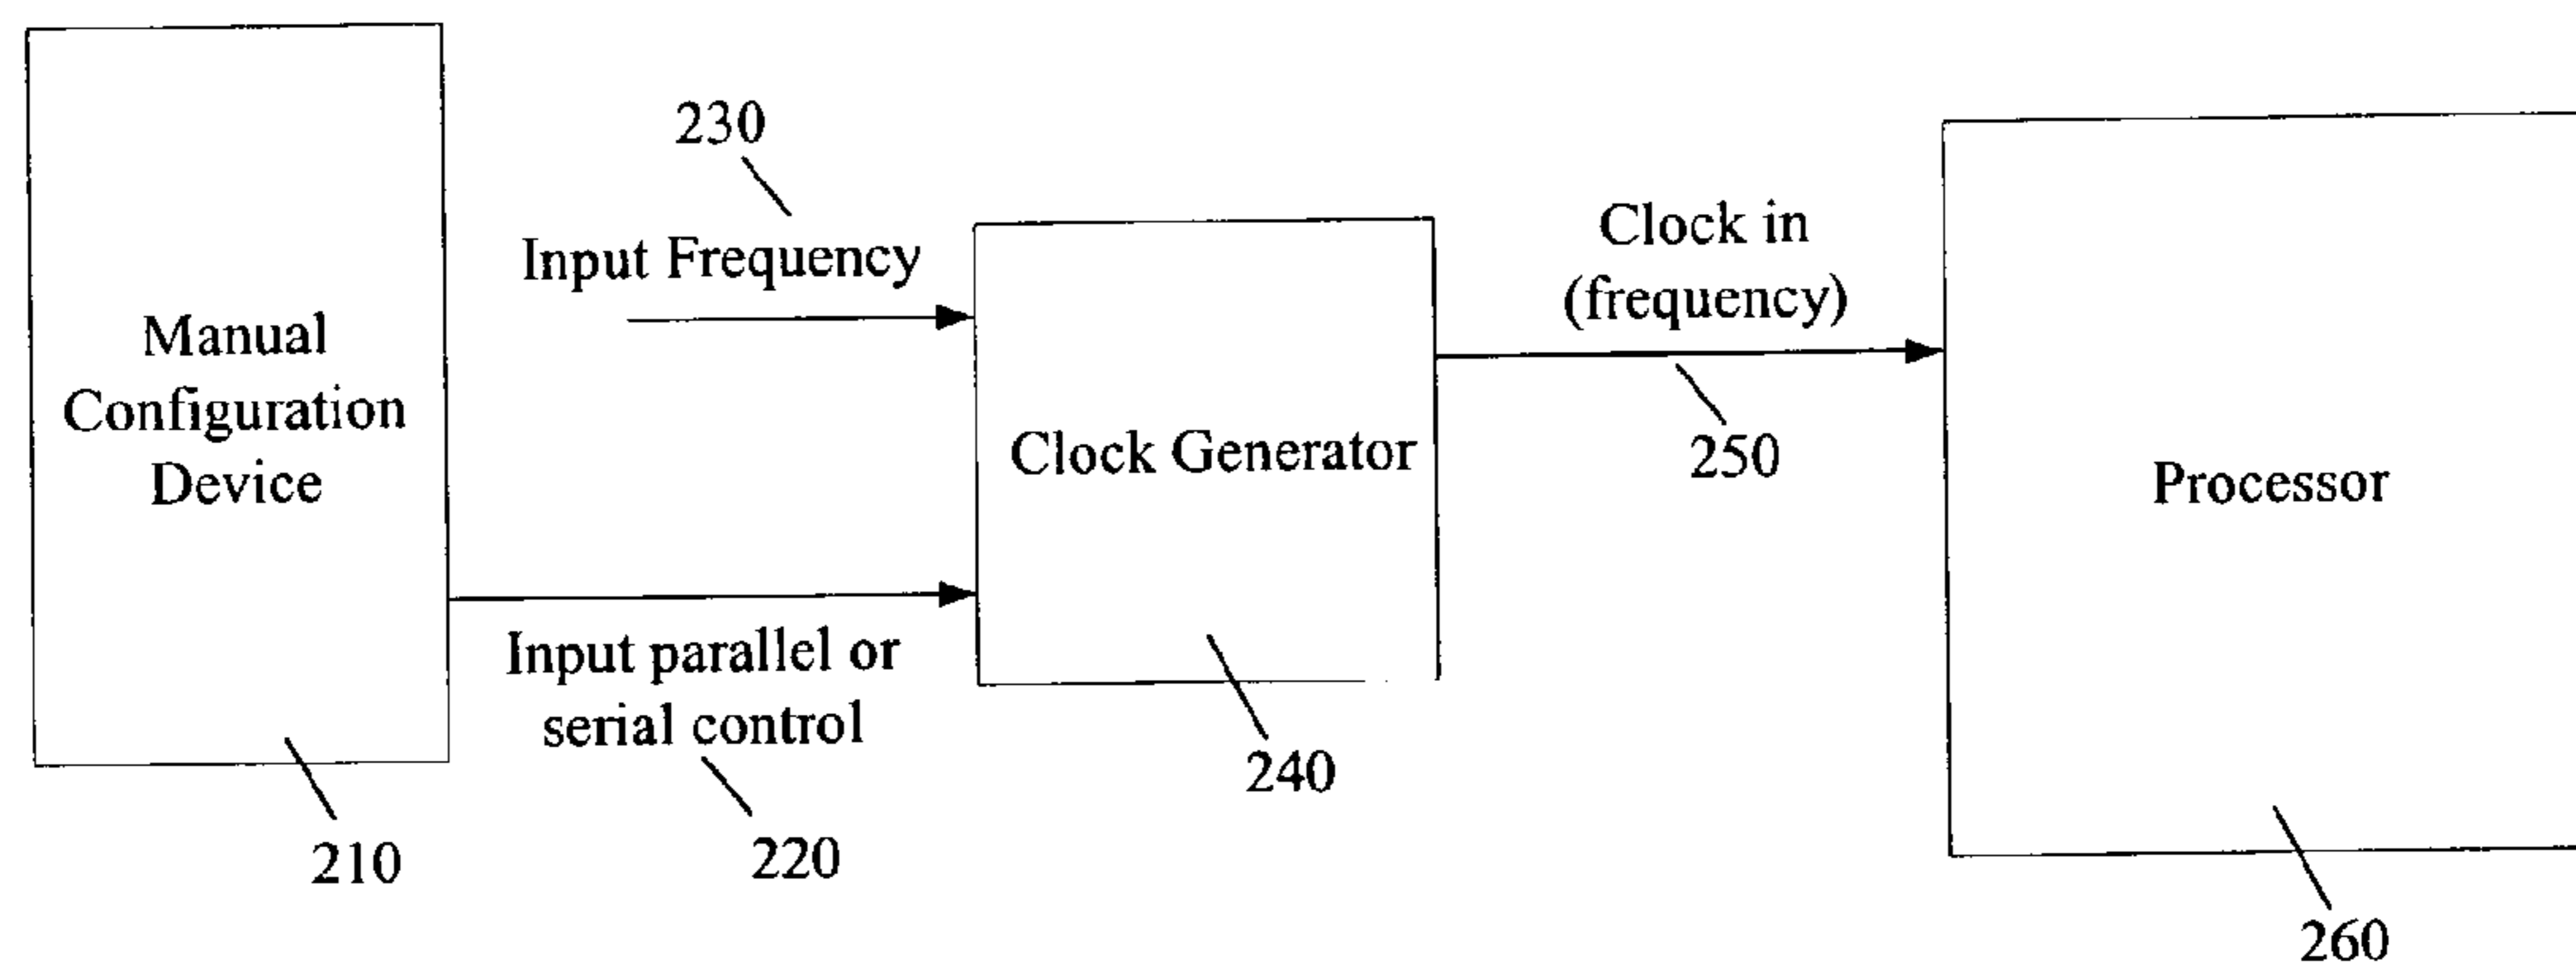 Manual
Configuration
Device
210
230
Input Frequency
Input parallel or
serial control
220
Clock Generator
240
Clock in
(frequency)
250
Processor
260